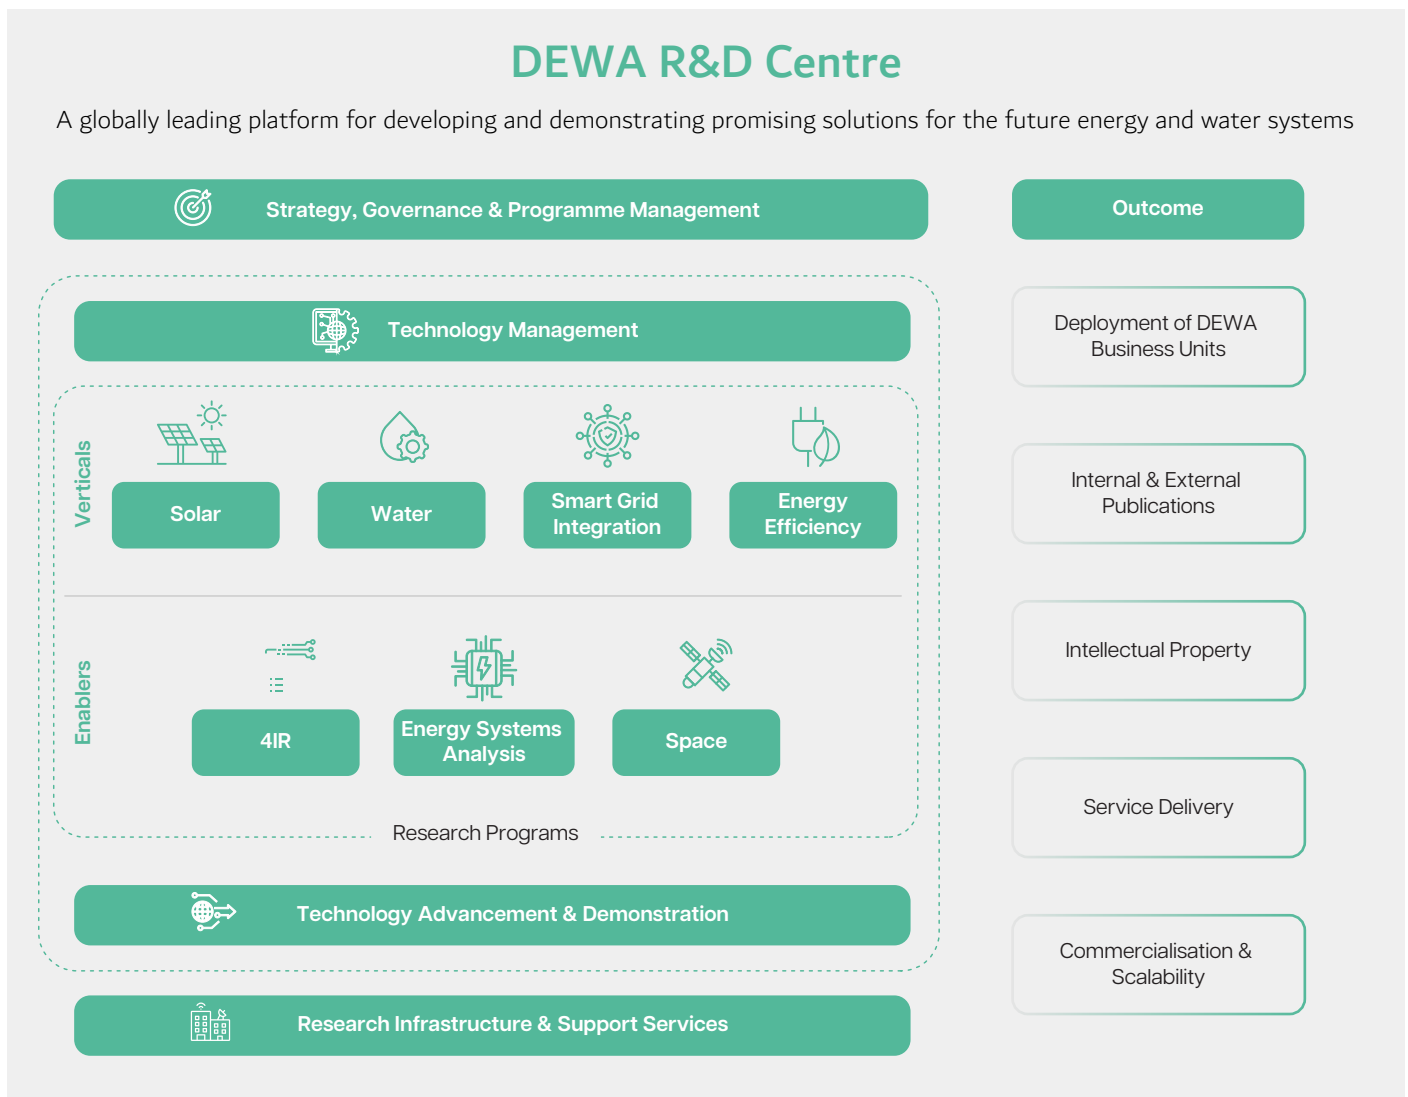 DEWA R&D Centre
A globally leading platform for developing and demonstrating promising solutions for the future energy and water systems
Strategy, Governance & Programme Management
Technology Management
Verticals
Solar
Water
Smart Grid
Integration
Energy
Efficiency
Enablers
4IR
Energy Systems
Analysis
Space
Research Programs
Technology Advancement & Demonstration
Research Infrastructure & Support Services
Outcome
Deployment of DEWA
Business Units
Internal & External
Publications
Intellectual Property
Service Delivery
Commercialisation &
Scalability